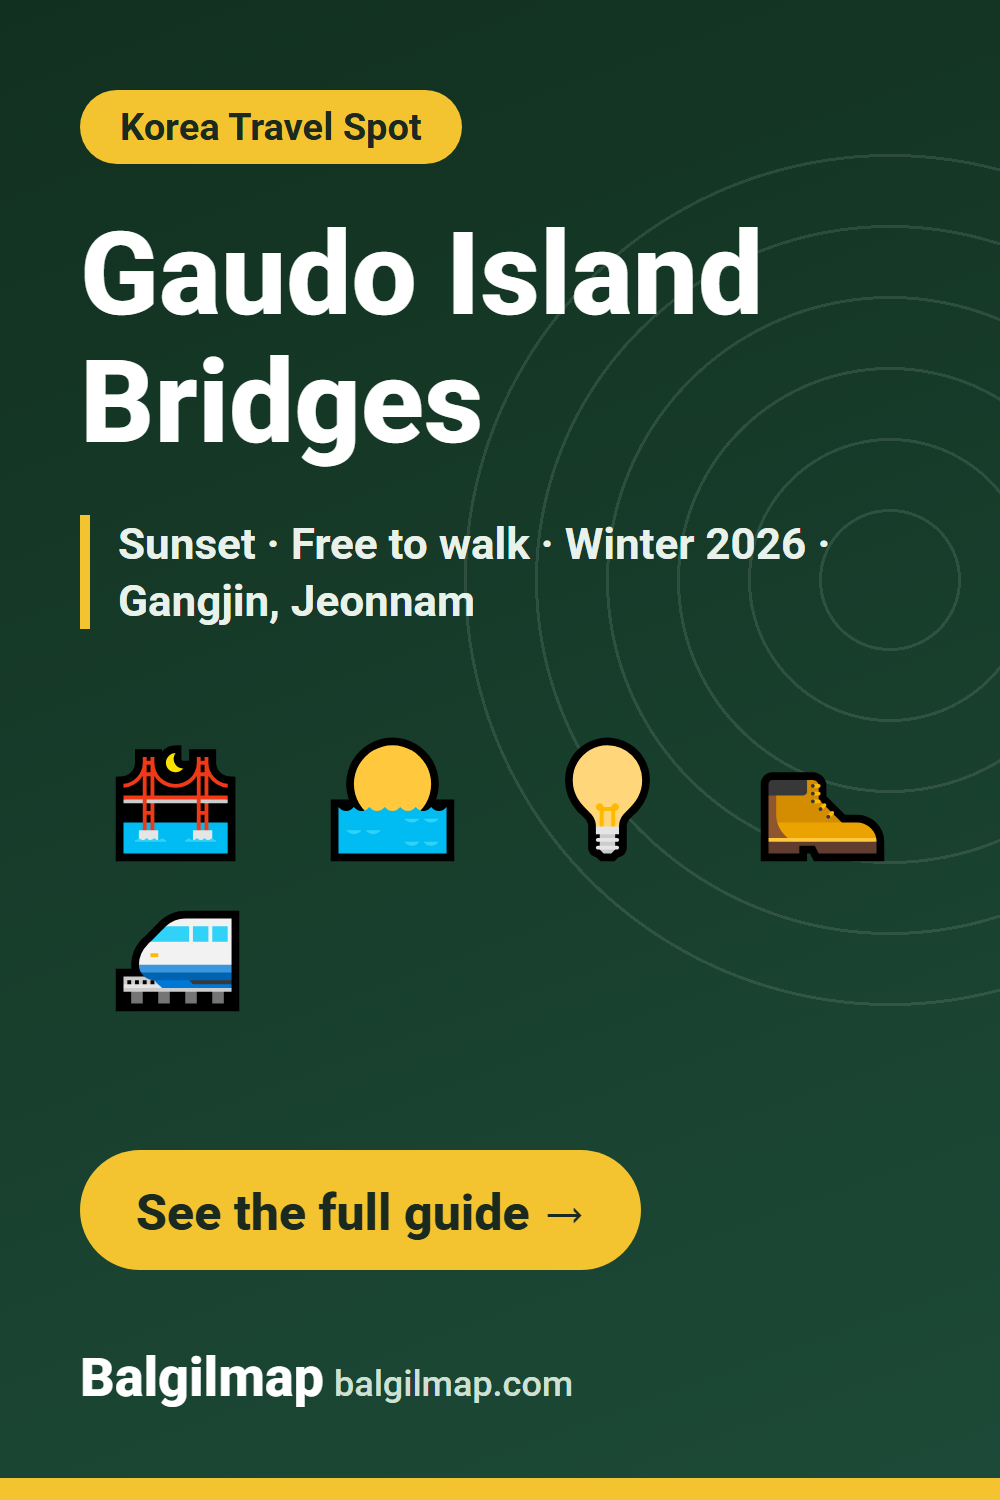 Korea Travel Spot
Gaudo Island
Bridges
Sunset · Free to walk · Winter 2026 ·
Gangjin, Jeonnam
See the full guide →
Balgilmap balgilmap.com